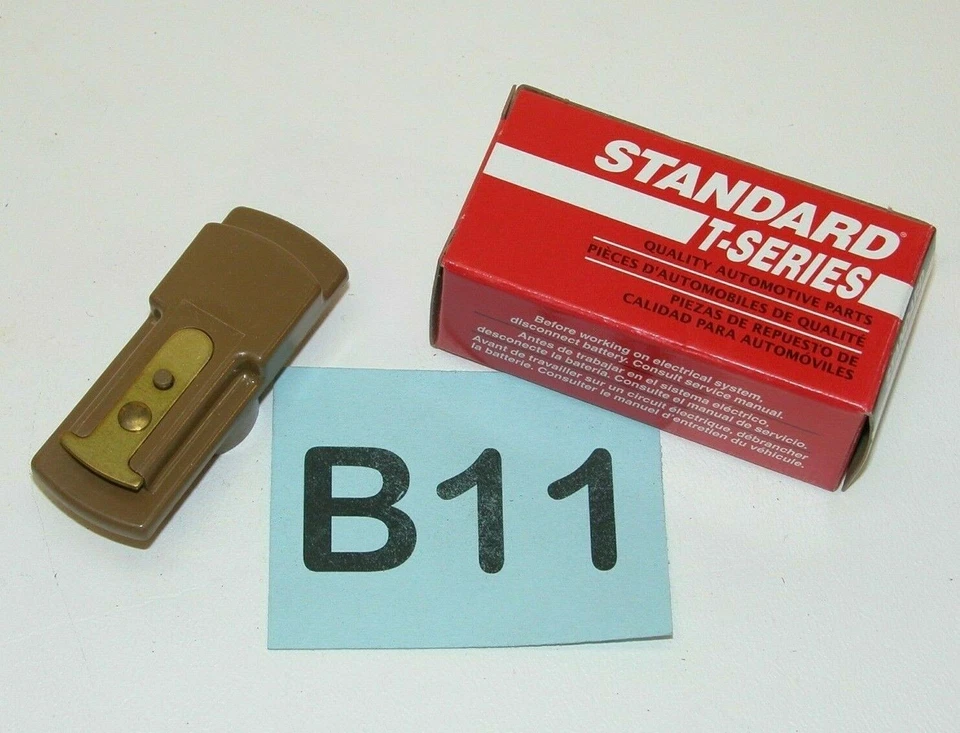 STANDARD®
T-SERIES
QUALITY AUTOMOTIVE PARTS
PIÈCES D'AUTOMOBILES DE QUALITÉ
PIEZAS DE REPUESTO DE
CALIDAD PARA AUTOMÓVILES
Before working on electrical system,
disconnect battery. Consult service manual.
Antes de trabajar en el sistema eléctrico,
desconecte la batería. Consulte el manual de servicio.
Avant de travailler sur un circuit électrique, débrancher
la batterie. Consulter le manuel d'entretien du véhicule.
B11